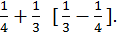 1/4 + 1/3 [1/3 − 1/4].